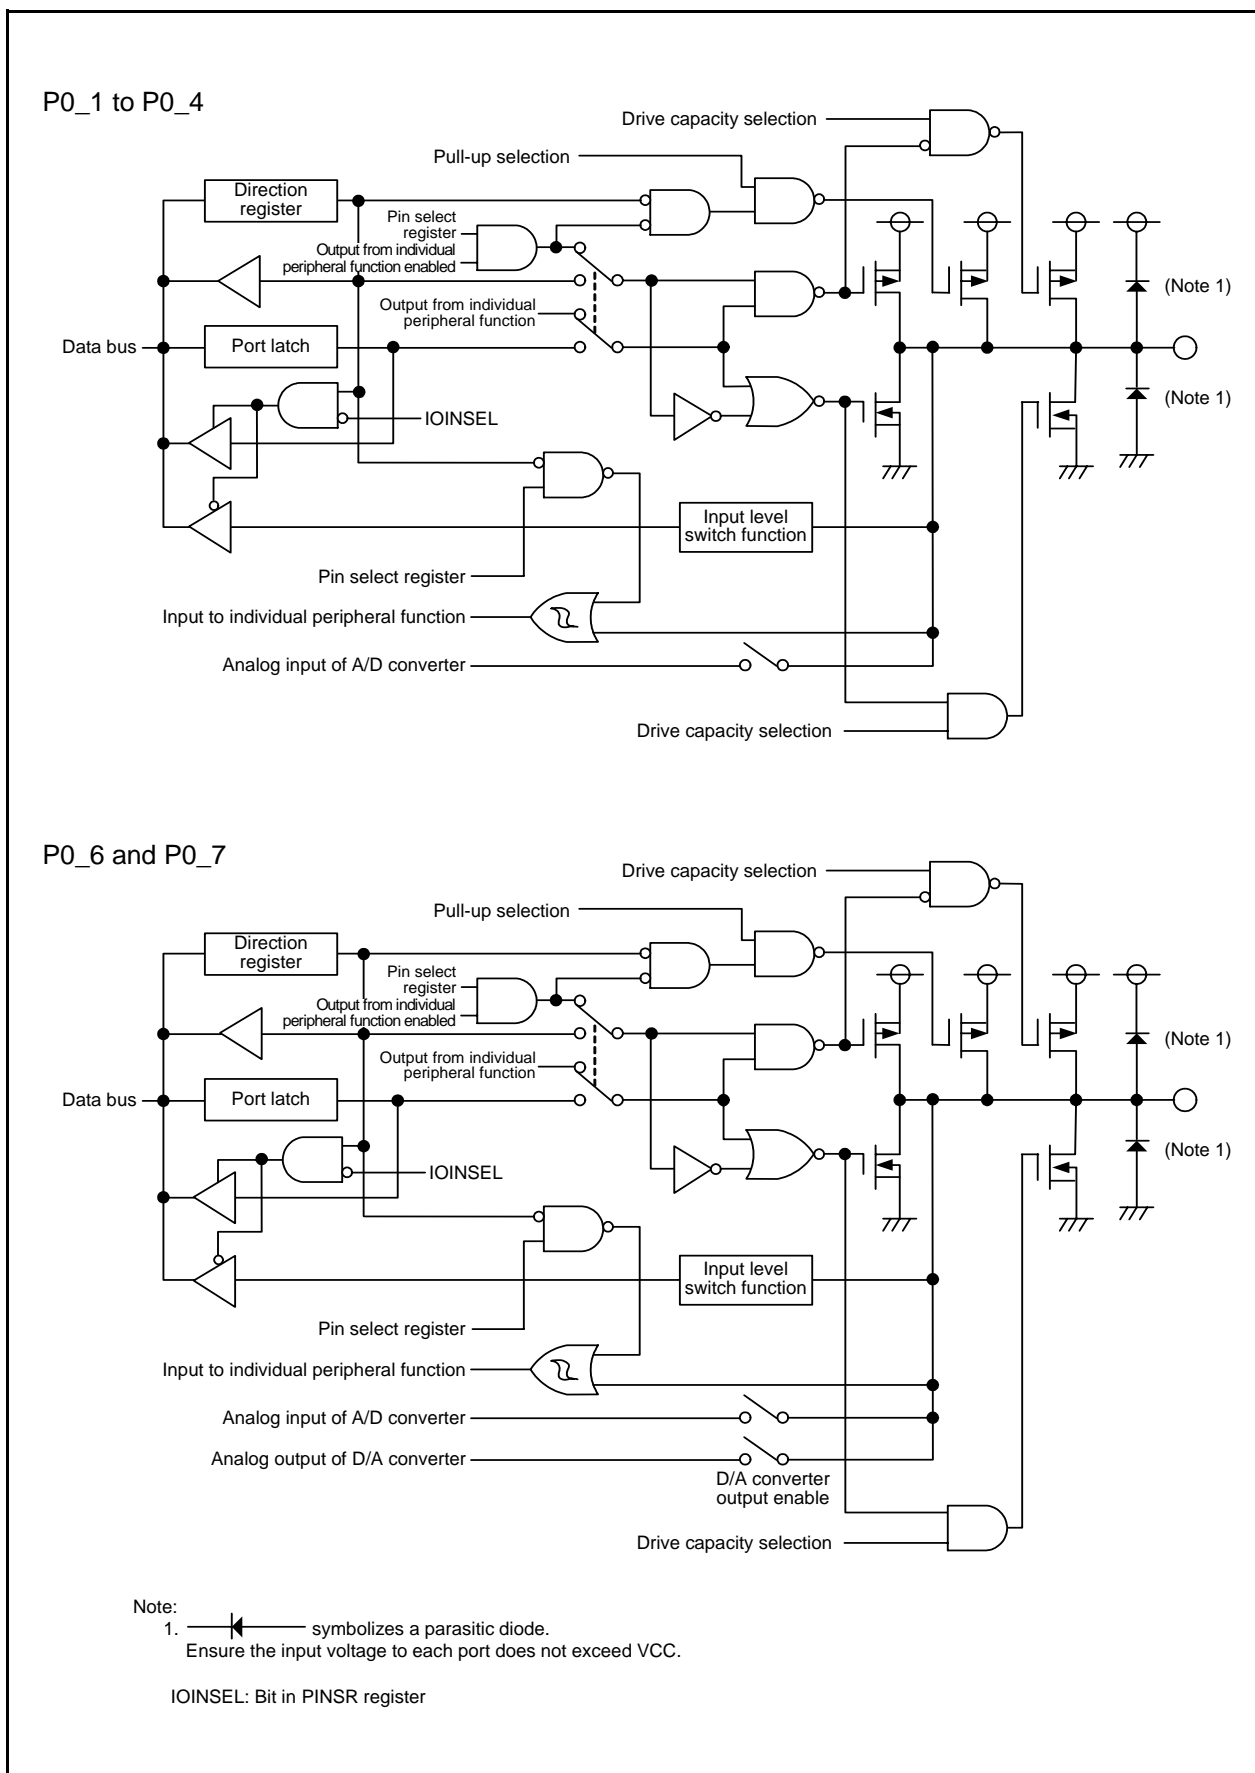 P0_1 to P0_4
Drive capacity selection
Pull-up selection
Direction
register
Pin select
register
Output from individual
peripheral function enabled
(Note 1)
Output from individual
peripheral function
Data bus
Port latch
(Note 1)
IOINSEL
Input level
switch function
Pin select register
Input to individual peripheral function
Analog input of A/D converter
Drive capacity selection
P0_6 and P0_7
Drive capacity selection
Pull-up selection
Direction
register
Pin select
register
Output from individual
peripheral function enabled
(Note 1)
Output from individual
peripheral function
Data bus
Port latch
(Note 1)
IOINSEL
Input level
switch function
Pin select register
Input to individual peripheral function
Analog input of A/D converter
Analog output of D/A converter
D/A converter
output enable
Drive capacity selection
Note:
1. symbolizes a parasitic diode.
Ensure the input voltage to each port does not exceed VCC.
IOINSEL: Bit in PINSR register